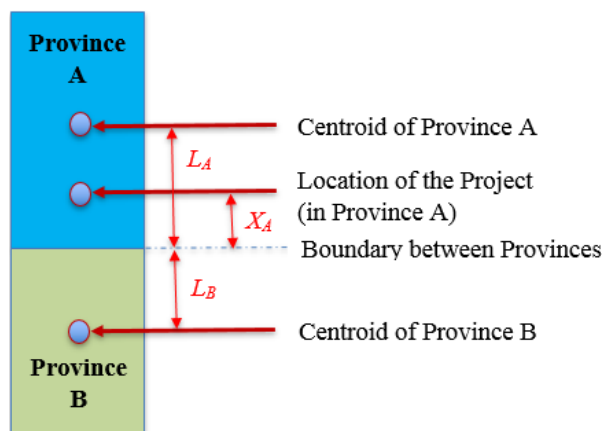 Province
A
Centroid of Province A
L_A
Location of the Project
(in Province A)
X_A
Boundary between Provinces
L_B
Centroid of Province B
Province
B